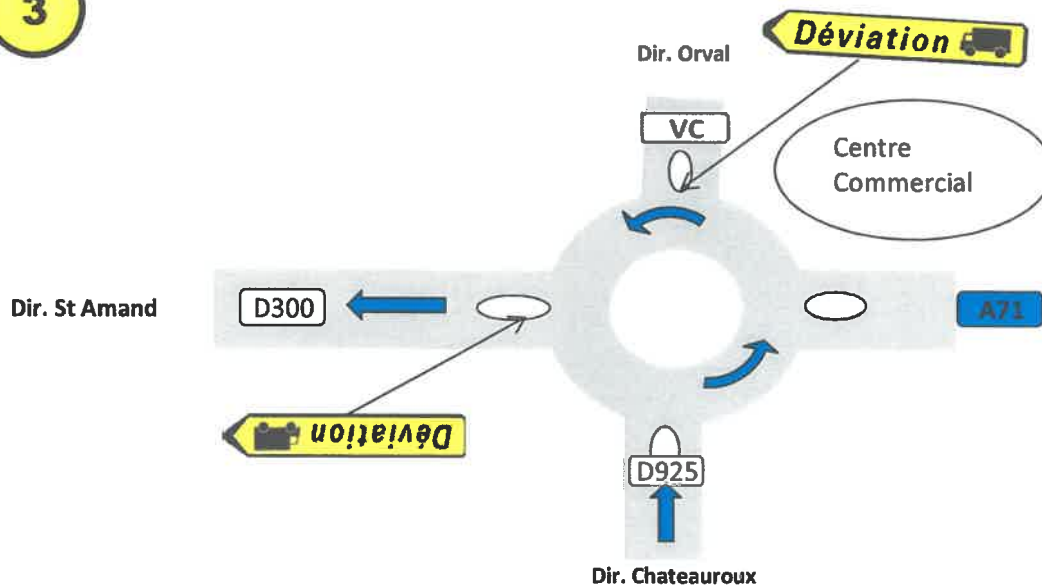 3
Déviation
Dir. Orval
VC
Centre
Commercial
Dir. St Amand
D300
A71
Déviation
D925
Dir. Chateauroux